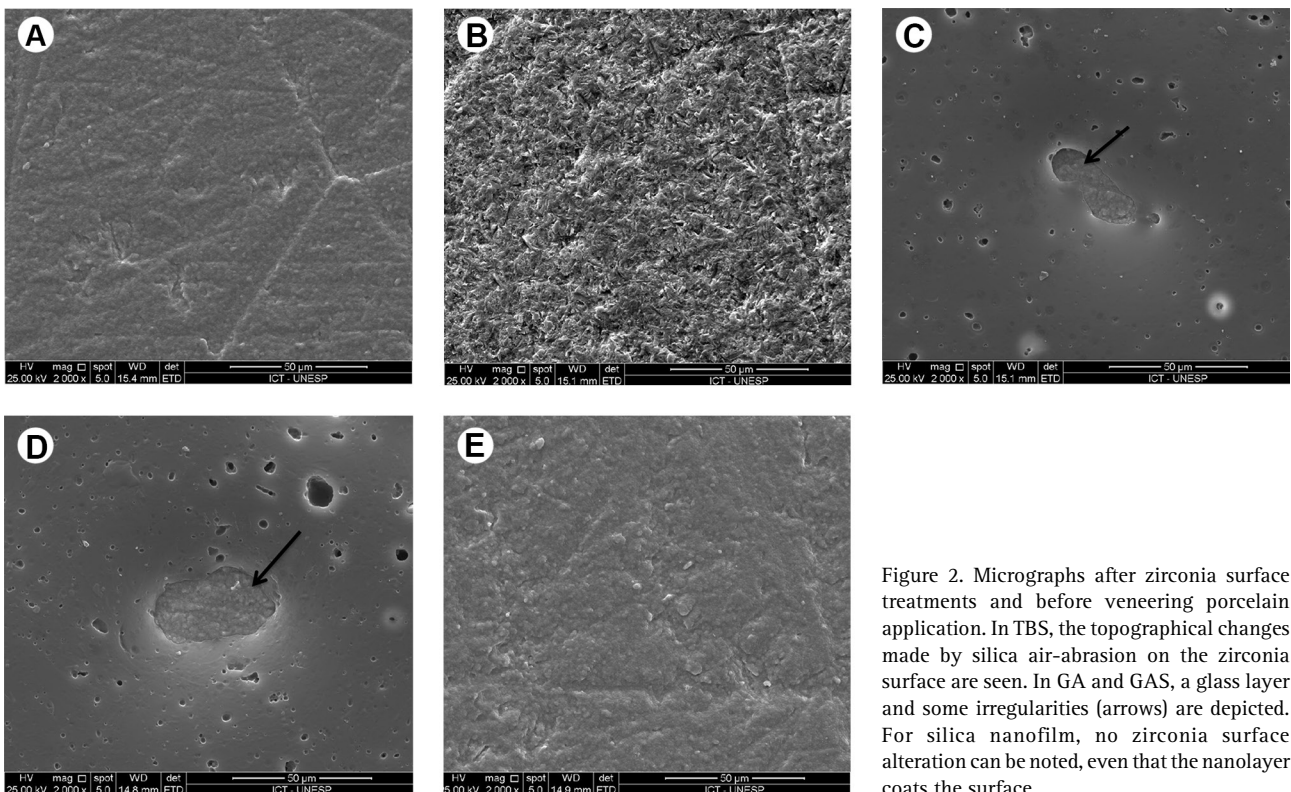 A
B
C
HV mag □ spot WD det 50 µm
25.00 kV 2 000 x 5.0 15.4 mm ETD ICT - UNESP
HV mag □ spot WD det 50 µm
25.00 kV 2 000 x 5.0 15.1 mm ETD ICT - UNESP
HV mag □ spot WD det 50 µm
25.00 kV 2 000 x 5.0 15.1 mm ETD ICT - UNESP
D
E
HV mag □ spot WD det 50 µm
25.00 kV 2 000 x 5.0 14.8 mm ETD ICT - UNESP
HV mag □ spot WD det 50 µm
5.00 kV 2 000 x 5.0 14.9 mm ETD ICT - UNESP
Figure 2. Micrographs after zirconia surface
treatments and before veneering porcelain
application. In TBS, the topographical changes
made by silica air-abrasion on the zirconia
surface are seen. In GA and GAS, a glass layer
and some irregularities (arrows) are depicted.
For silica nanofilm, no zirconia surface
alteration can be noted, even that the nanolayer
coats the surface.